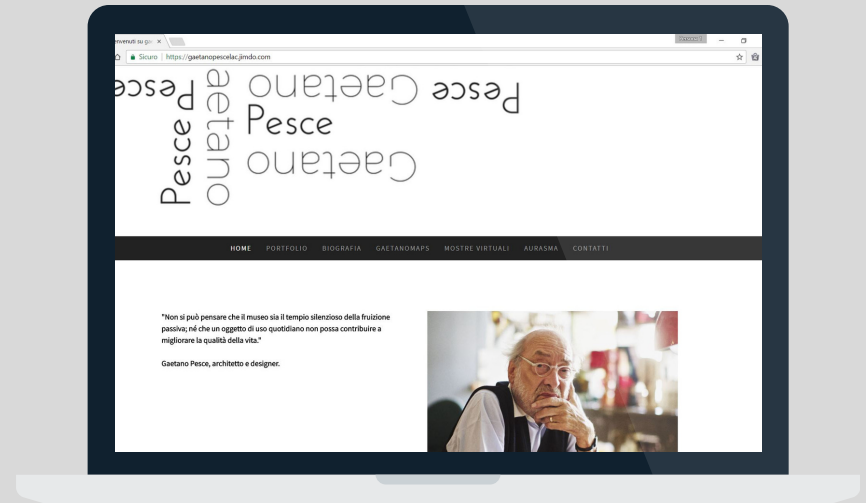 envenuti su ga
Sicuro | https://gaetanopescelac.jimdo.com
Pesce
Gaetano
Pesce
Pesce
aetano
Pesce
Gaetano
HOME PORTFOLIO BIOGRAFIA GAETANOMAPS MOSTRE VIRTUALI AURASMA CONTATTI
"Non si può pensare che il museo sia il tempio silenzioso della fruizione
passiva; né che un oggetto di uso quotidiano non possa contribuire a
migliorare la qualità della vita."
Gaetano Pesce, architetto e designer.